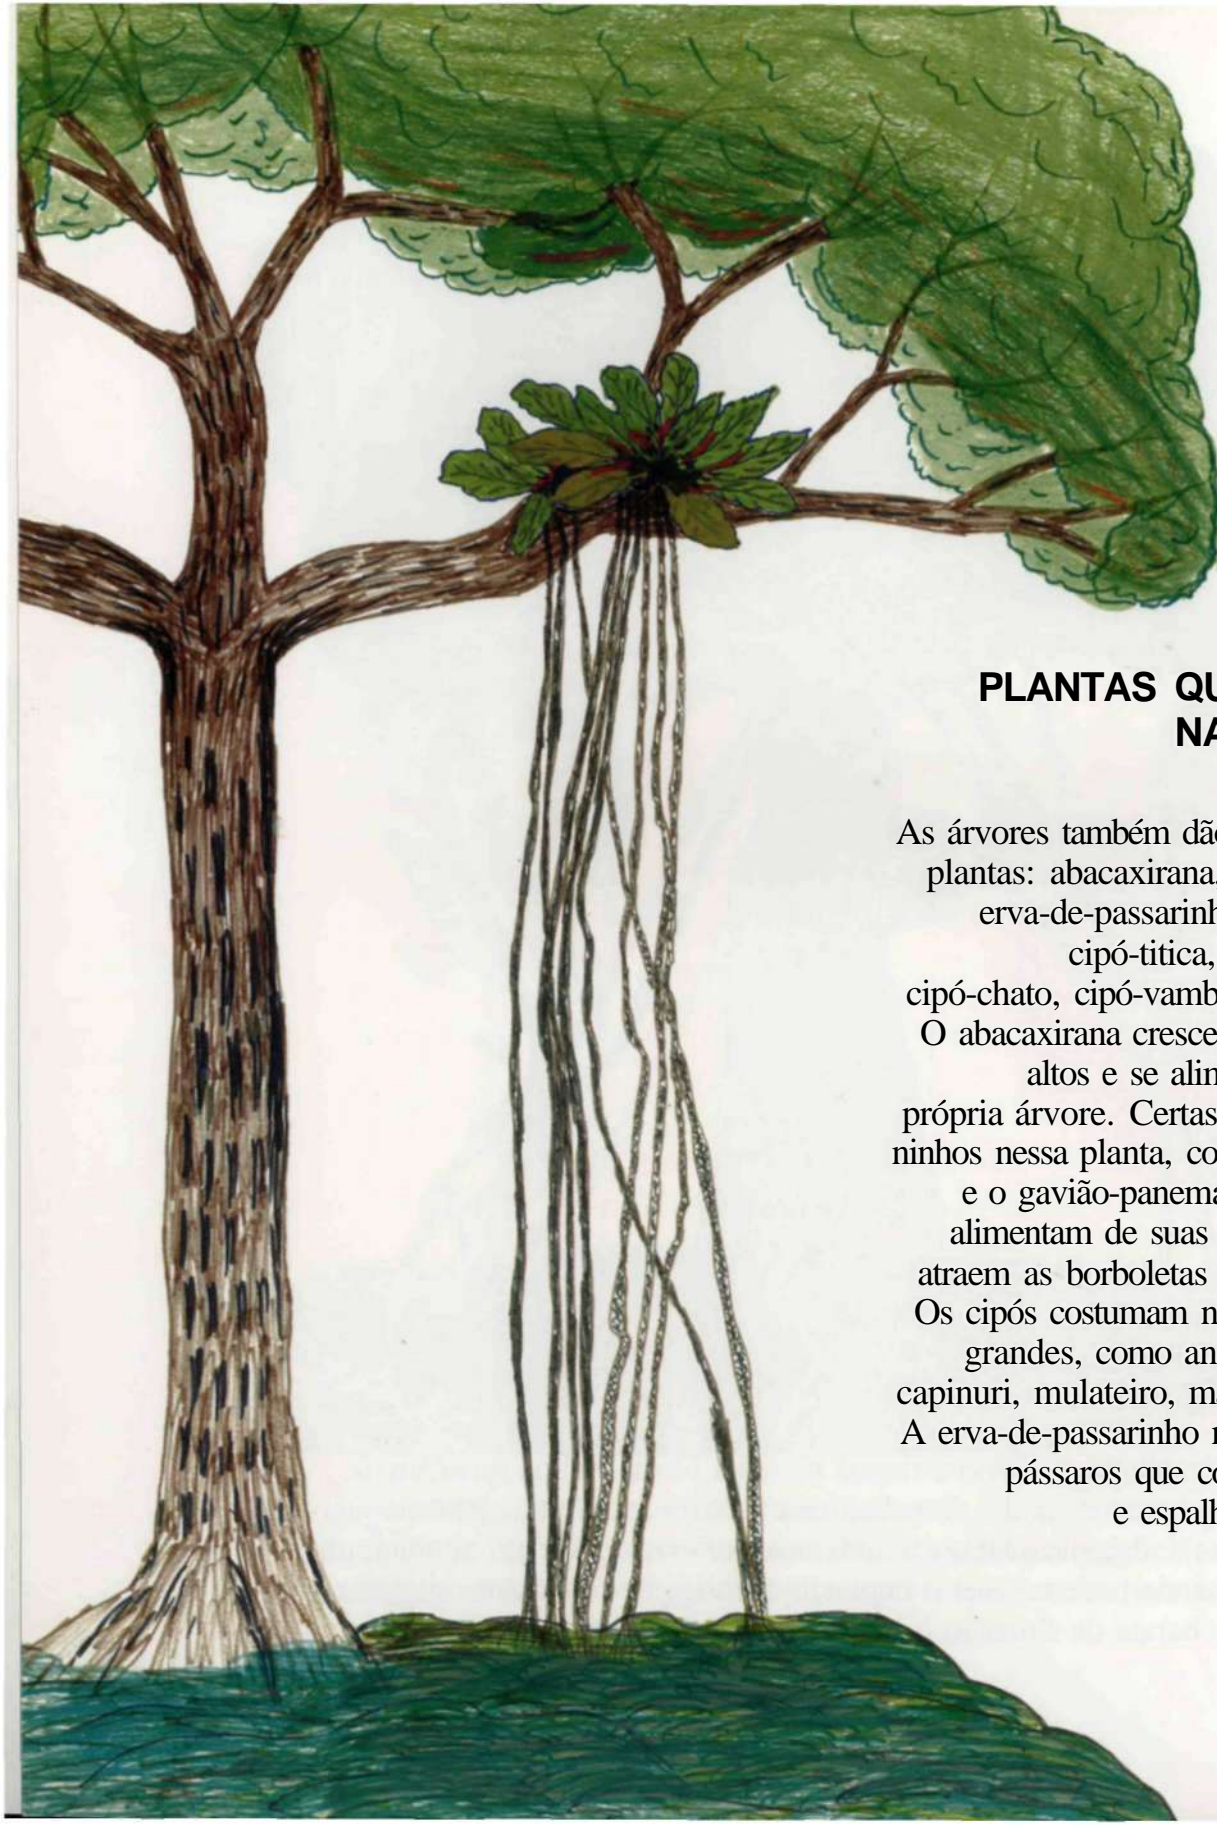 PLANTAS QU
NA
As árvores também dão
plantas: abacaxirana,
erva-de-passarinh
cipó-titica,
cipó-chato, cipó-vamb
O abacaxirana cresce
altos e se alin
própria árvore. Certas
ninhos nessa planta, co
e o gavião-panema
alimentam de suas
atraem as borboletas
Os cipós costumam n
grandes, como an
capinuri, mulateiro, ma
A erva-de-passarinho n
pássaros que co
e espalh